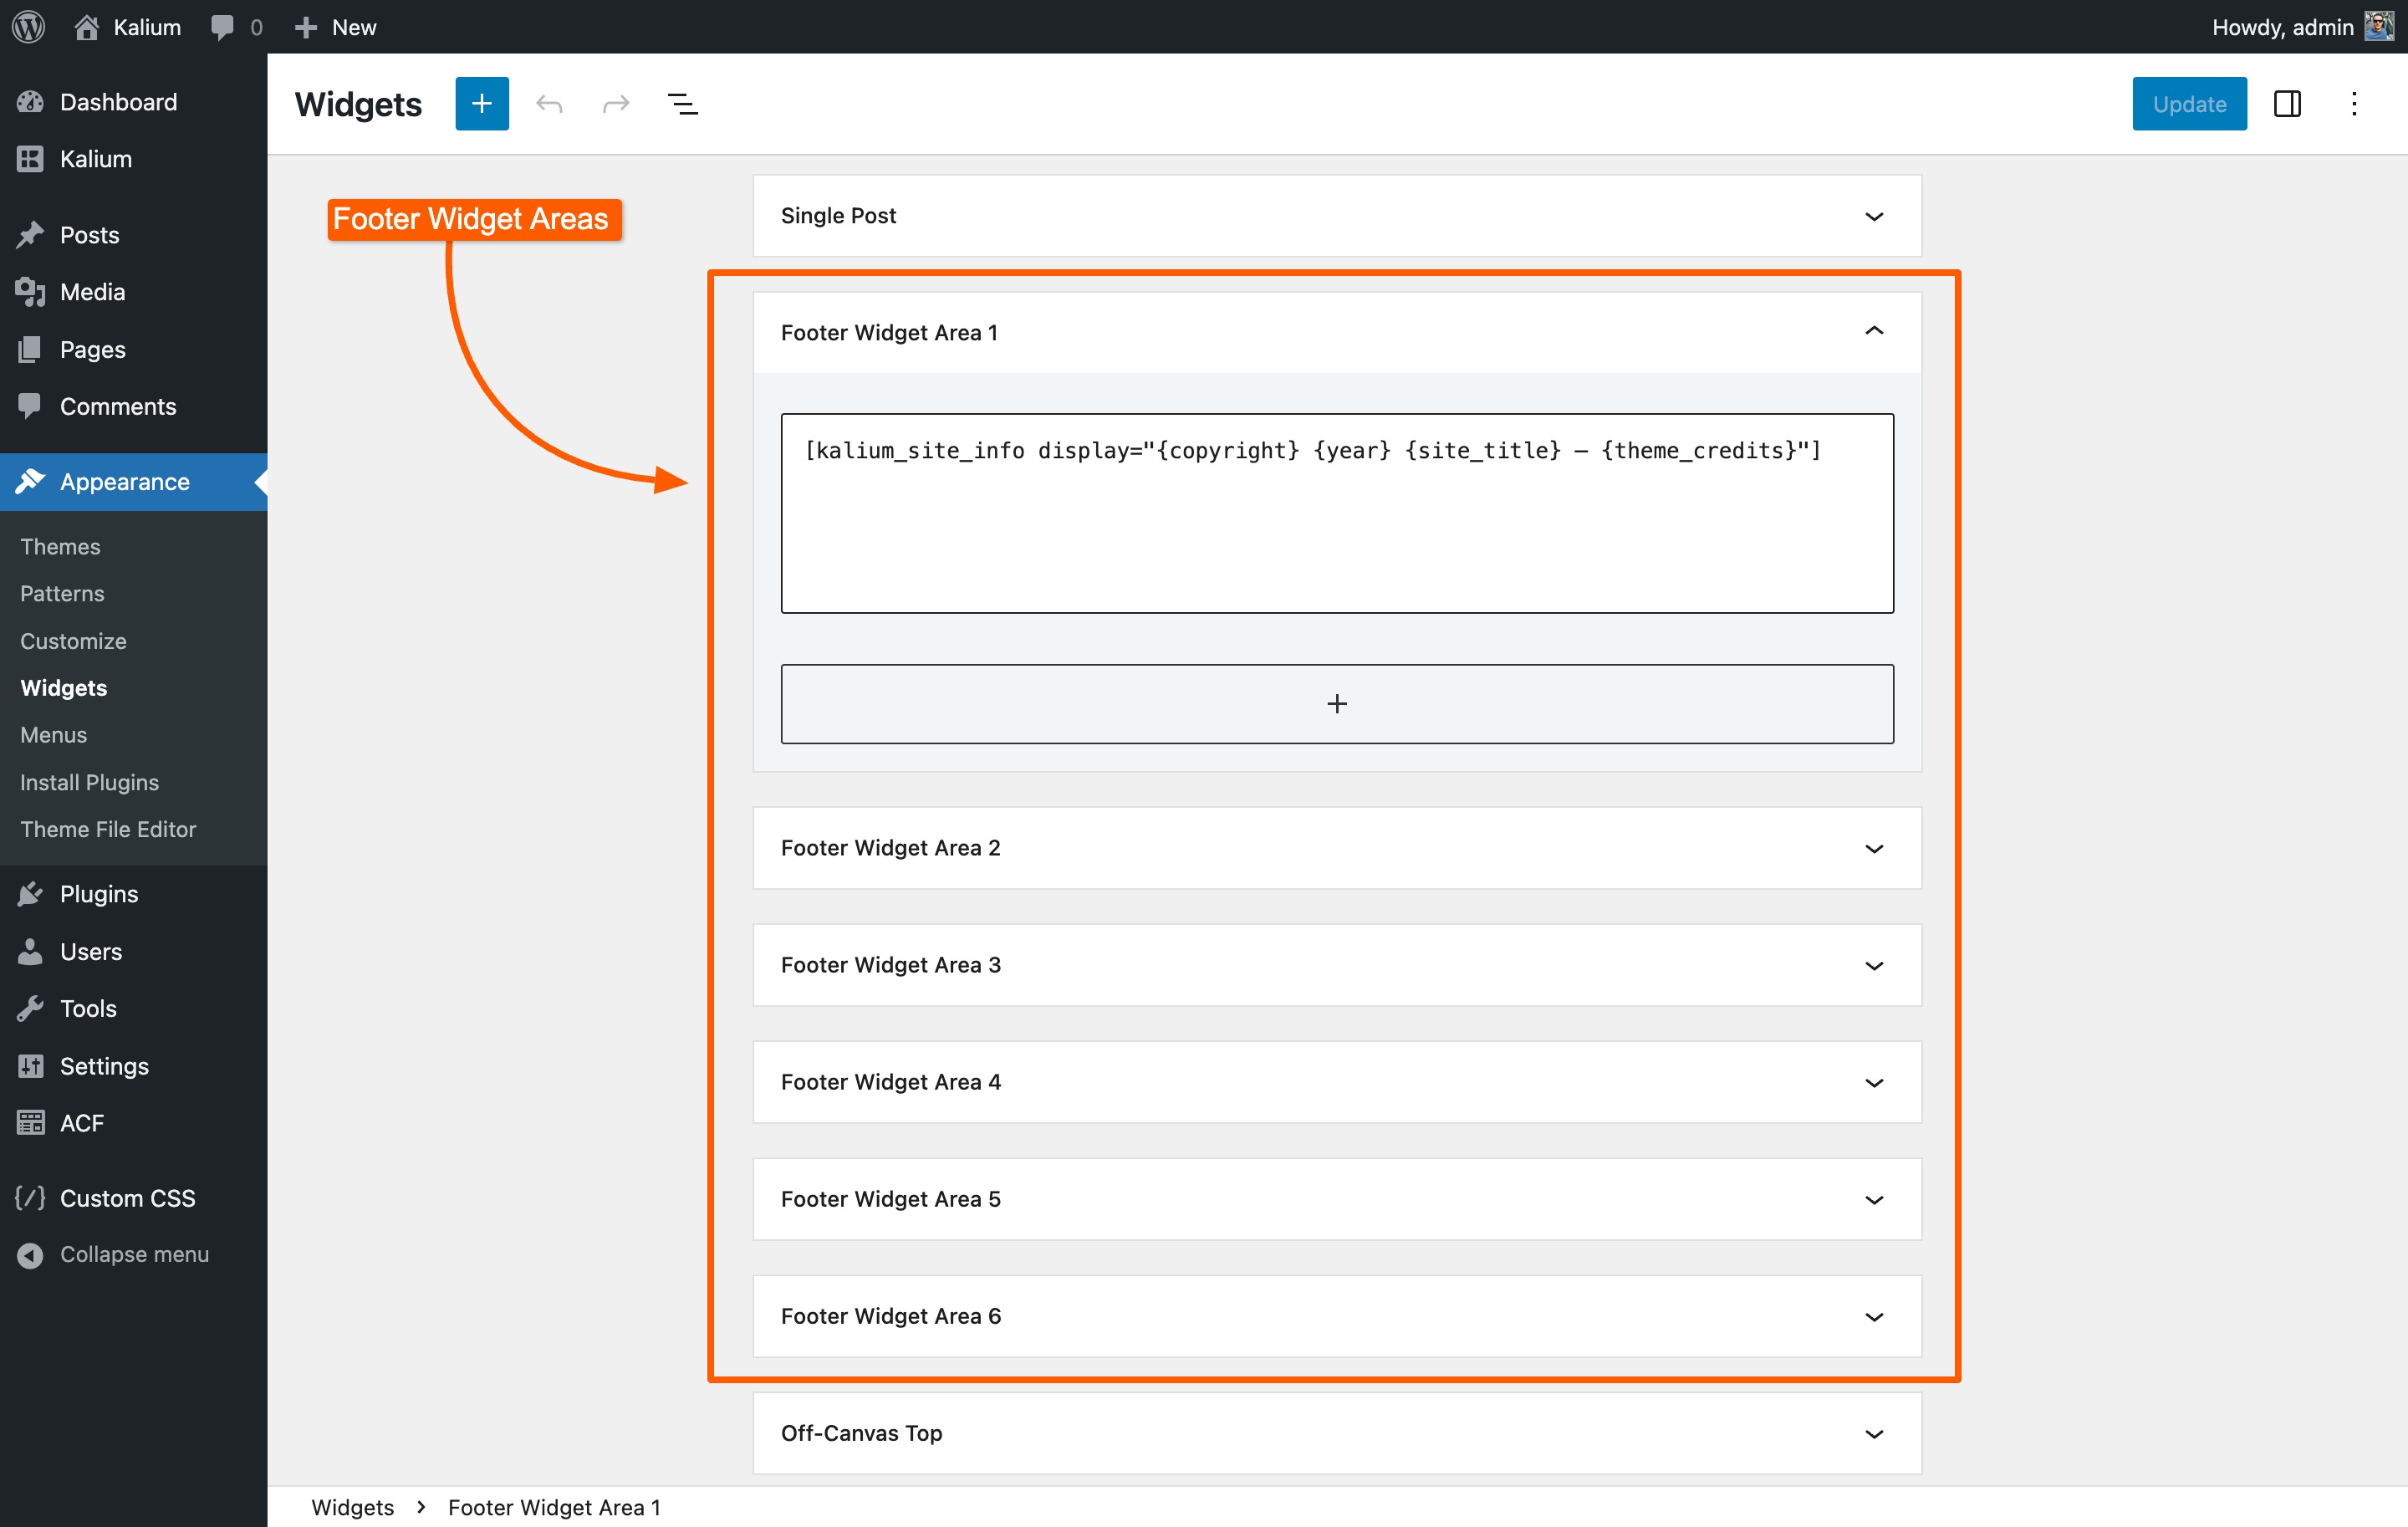 Kalium 0 New Howdy, admin
Dashboard
Kalium
Posts
Media
Pages
Comments
Appearance
Themes
Patterns
Customize
Widgets
Menus
Install Plugins
Theme File Editor
Plugins
Users
Tools
Settings
ACF
Custom CSS
Collapse menu
Widgets Update
Footer Widget Areas
Single Post
Footer Widget Area 1
[kalium_site_info display="{copyright} {year} {site_title} – {theme_credits}"]
Footer Widget Area 2
Footer Widget Area 3
Footer Widget Area 4
Footer Widget Area 5
Footer Widget Area 6
Off-Canvas Top
Widgets › Footer Widget Area 1